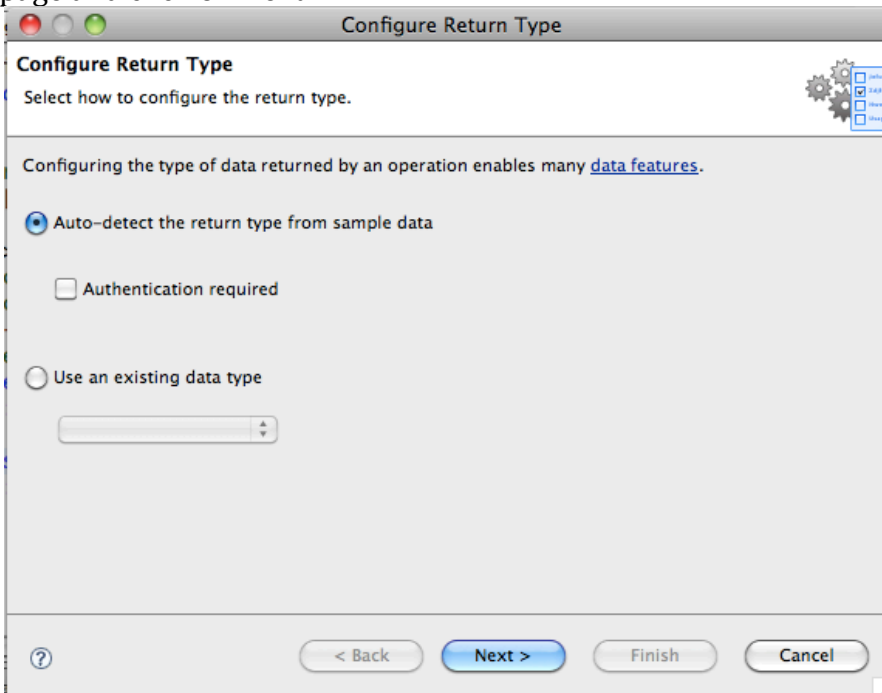 Configure Return Type
Configure Return Type
Select how to configure the return type.
Configuring the type of data returned by an operation enables many data features.
Auto-detect the return type from sample data
Authentication required
Use an existing data type
?
< Back Next > Finish Cancel